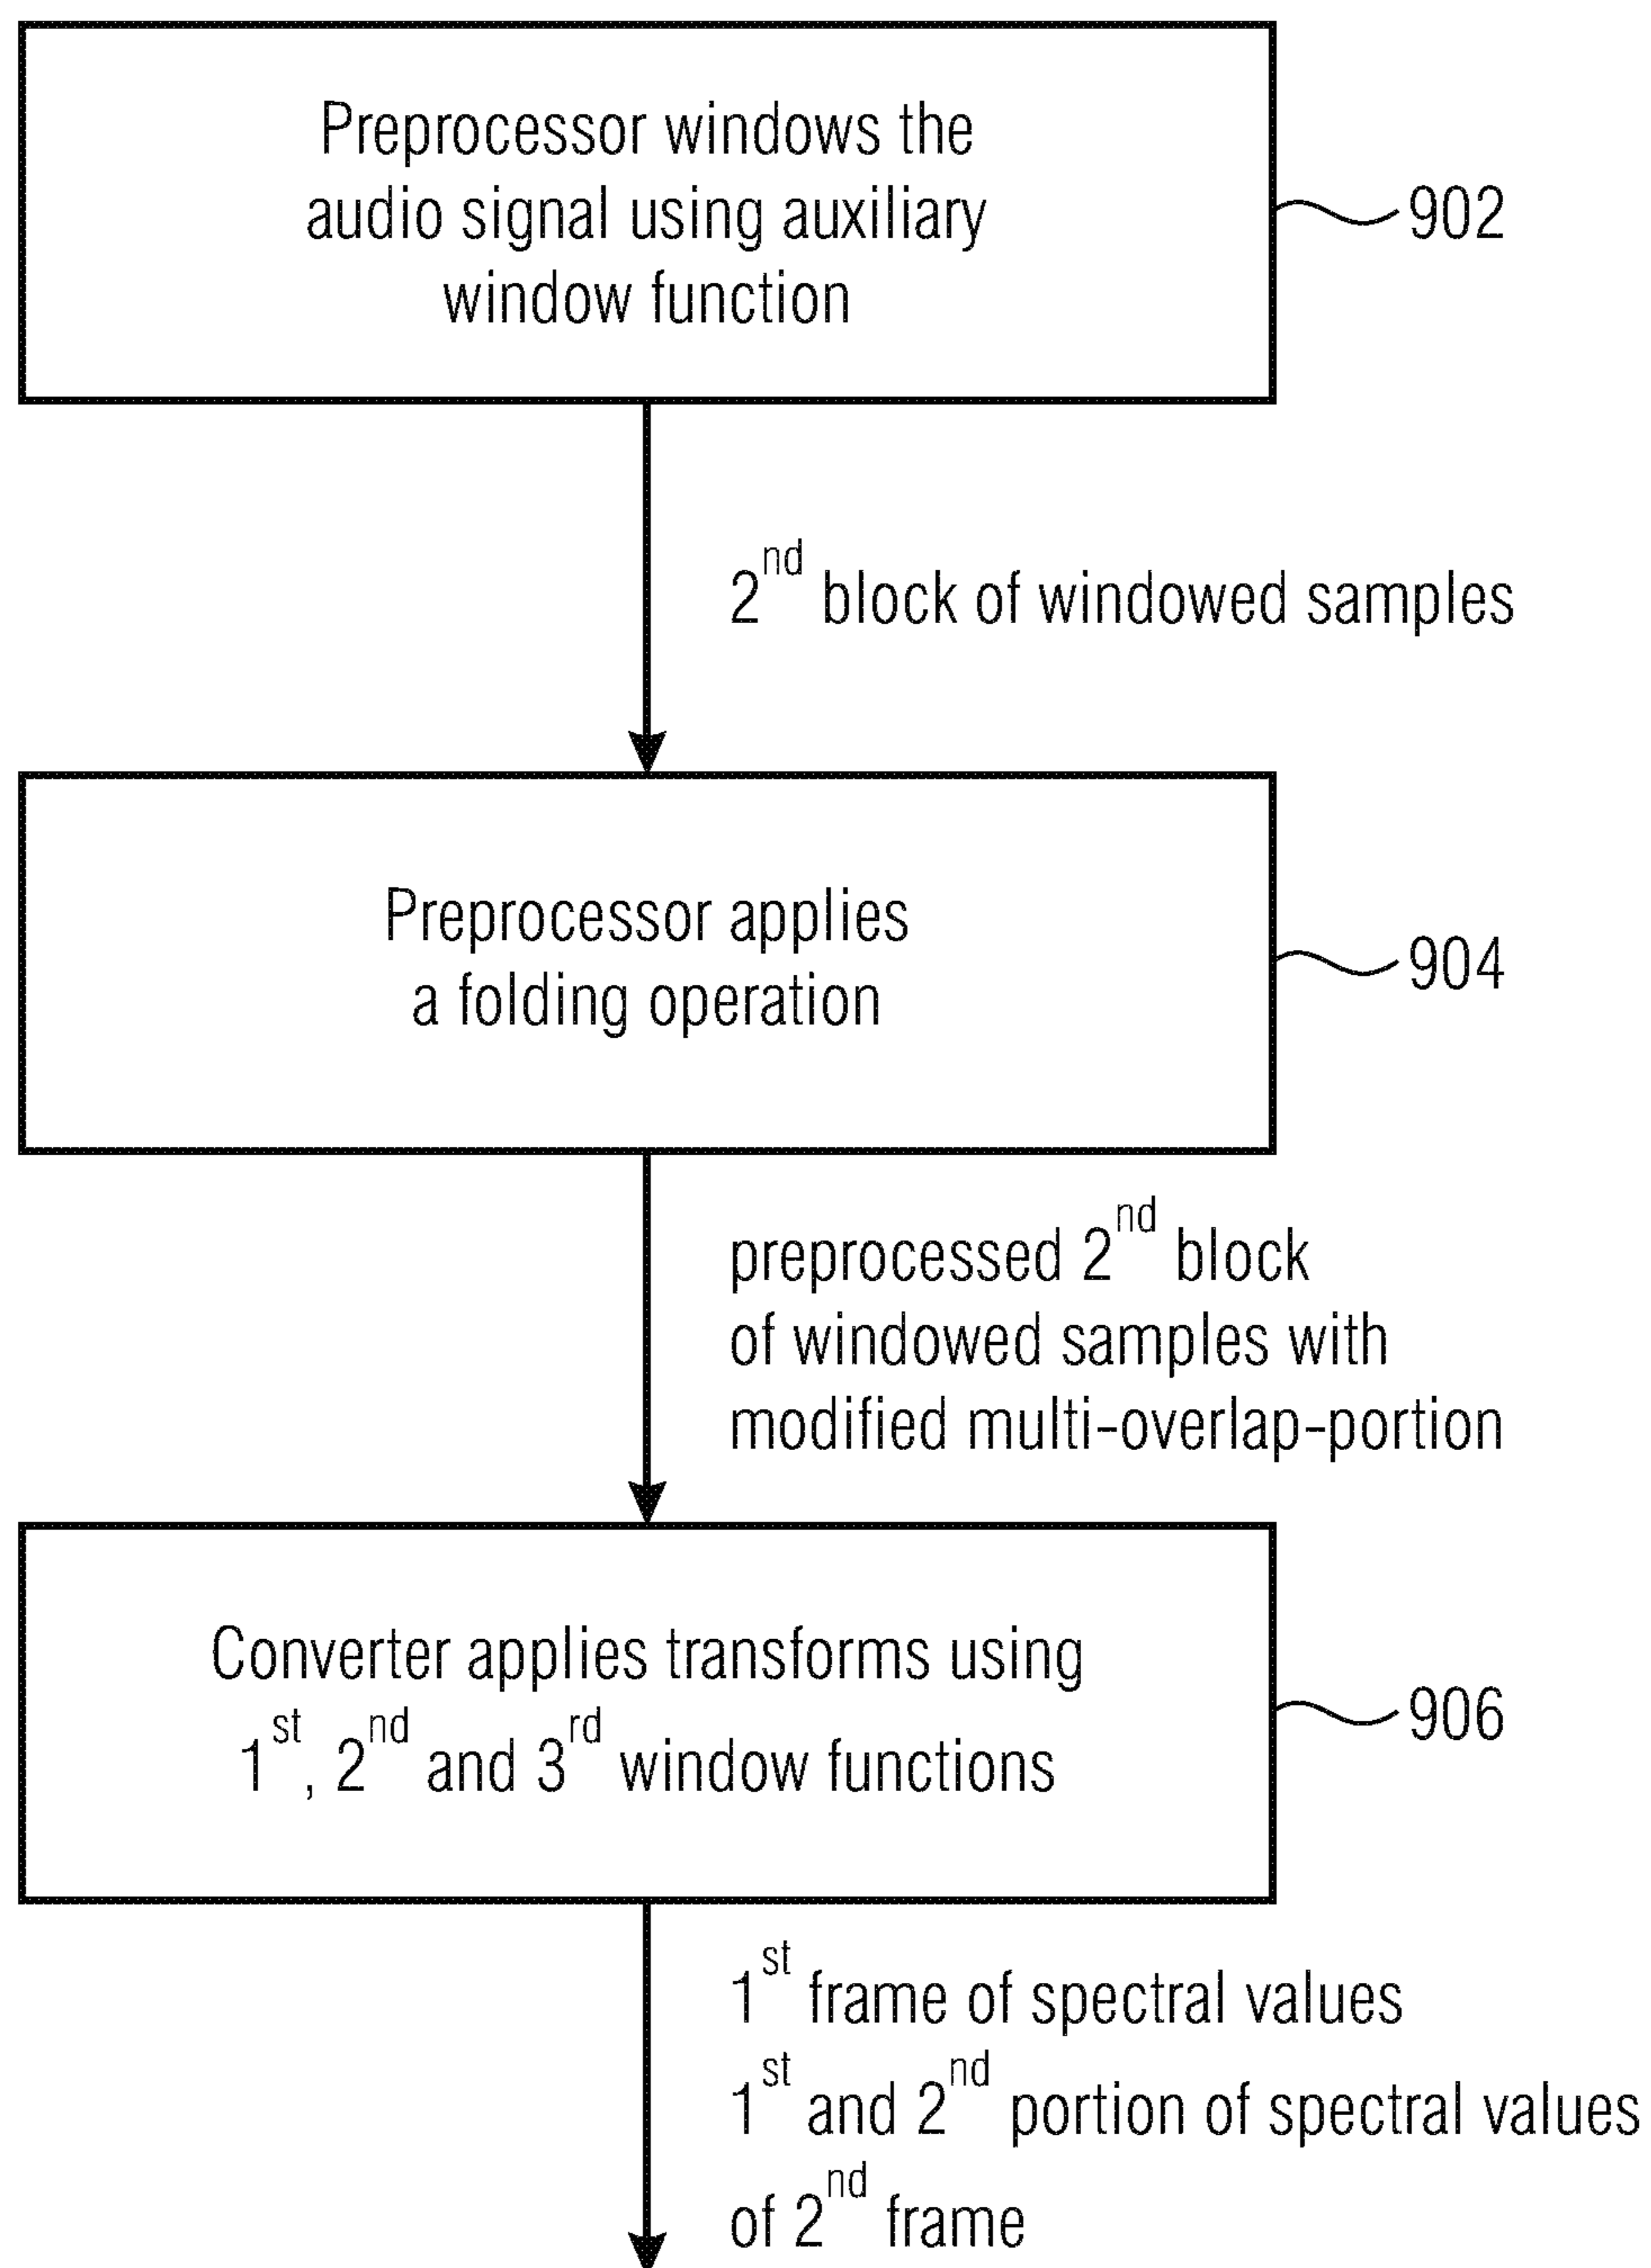 Preprocessor windows the
audio signal using auxiliary
window function
902
2nd block of windowed samples
Preprocessor applies
a folding operation
904
preprocessed 2nd block
of windowed samples with
modified multi-overlap-portion
Converter applies transforms using
1st, 2nd and 3rd window functions
906
1st frame of spectral values
1st and 2nd portion of spectral values
of 2nd frame